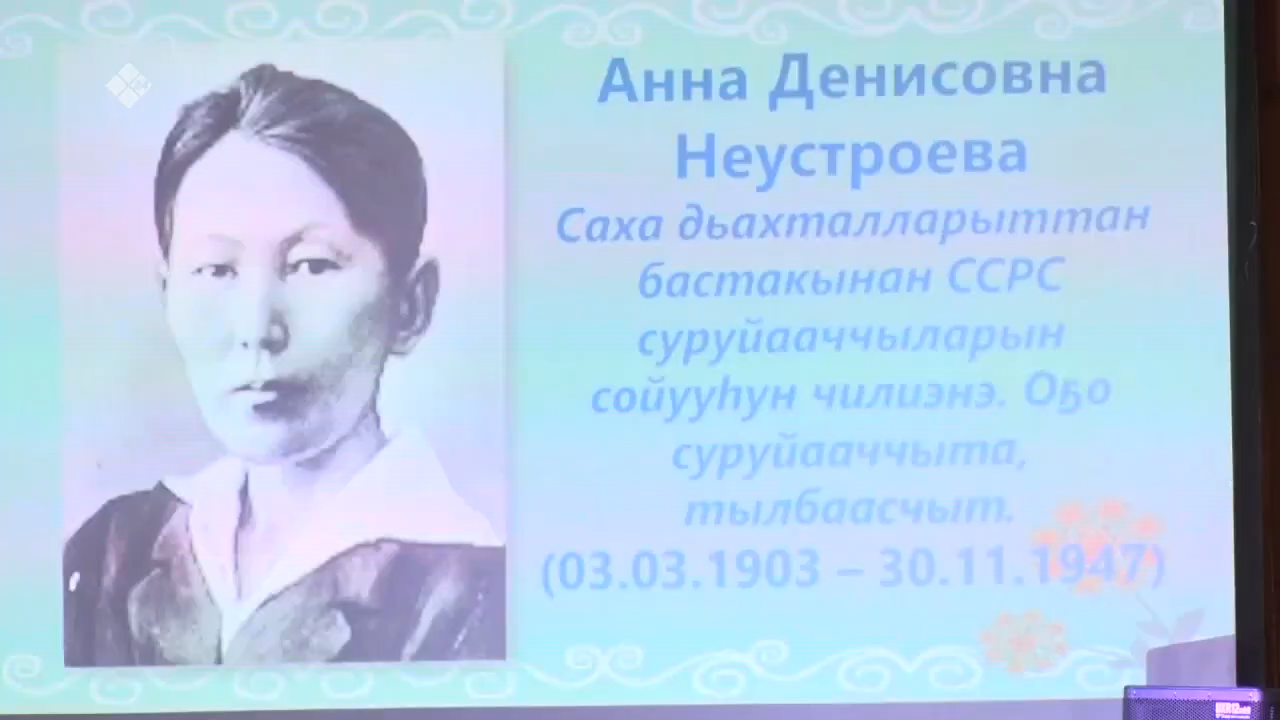 Анна Денисовна
Неустроева
Саха дьахталларыттан
бастакынан ССРС
суруйааччыларын
сойууһун чилиэнэ. Оҕо
суруйааччыта,
тылбаасчыт.
(03.03.1903 – 30.11.1947)